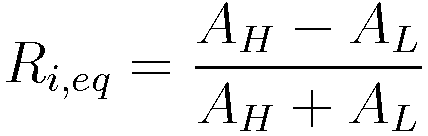 R_{i,eq} = \frac{A_H - A_L}{A_H + A_L}